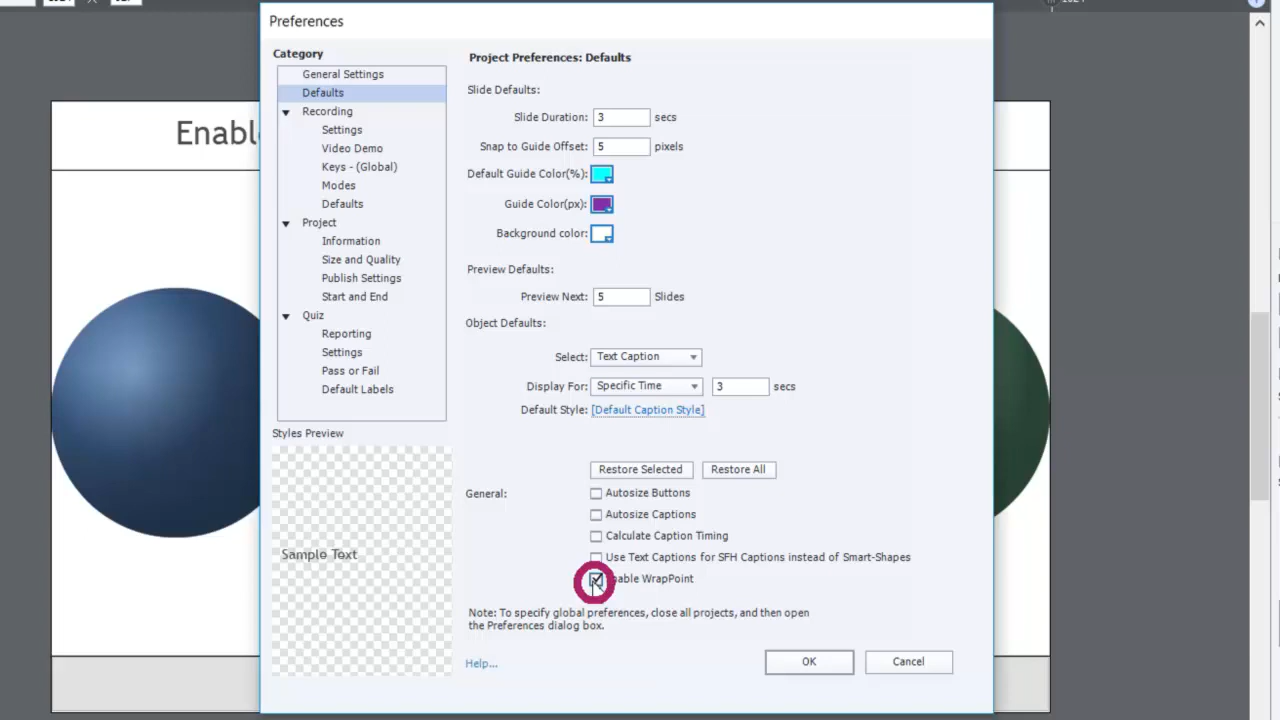 Preferences
Category
General Settings
Defaults
Recording
Settings
Video Demo
Keys - (Global)
Modes
Defaults
Project
Information
Size and Quality
Publish Settings
Start and End
Quiz
Reporting
Settings
Pass or Fail
Default Labels
Styles Preview
Sample Text
Project Preferences: Defaults
Slide Defaults:
Slide Duration: 3 secs
Snap to Guide Offset: 5 pixels
Default Guide Color(%):
Guide Color(px):
Background color:
Preview Defaults:
Preview Next: 5 Slides
Object Defaults:
Select: Text Caption
Display For: Specific Time 3 secs
Default Style: [Default Caption Style]
Restore Selected Restore All
General: Autosize Buttons
Autosize Captions
Calculate Caption Timing
Use Text Captions for SFH Captions instead of Smart-Shapes
Enable WrapPoint
Note: To specify global preferences, close all projects, and then open
the Preferences dialog box.
Help...
OK Cancel